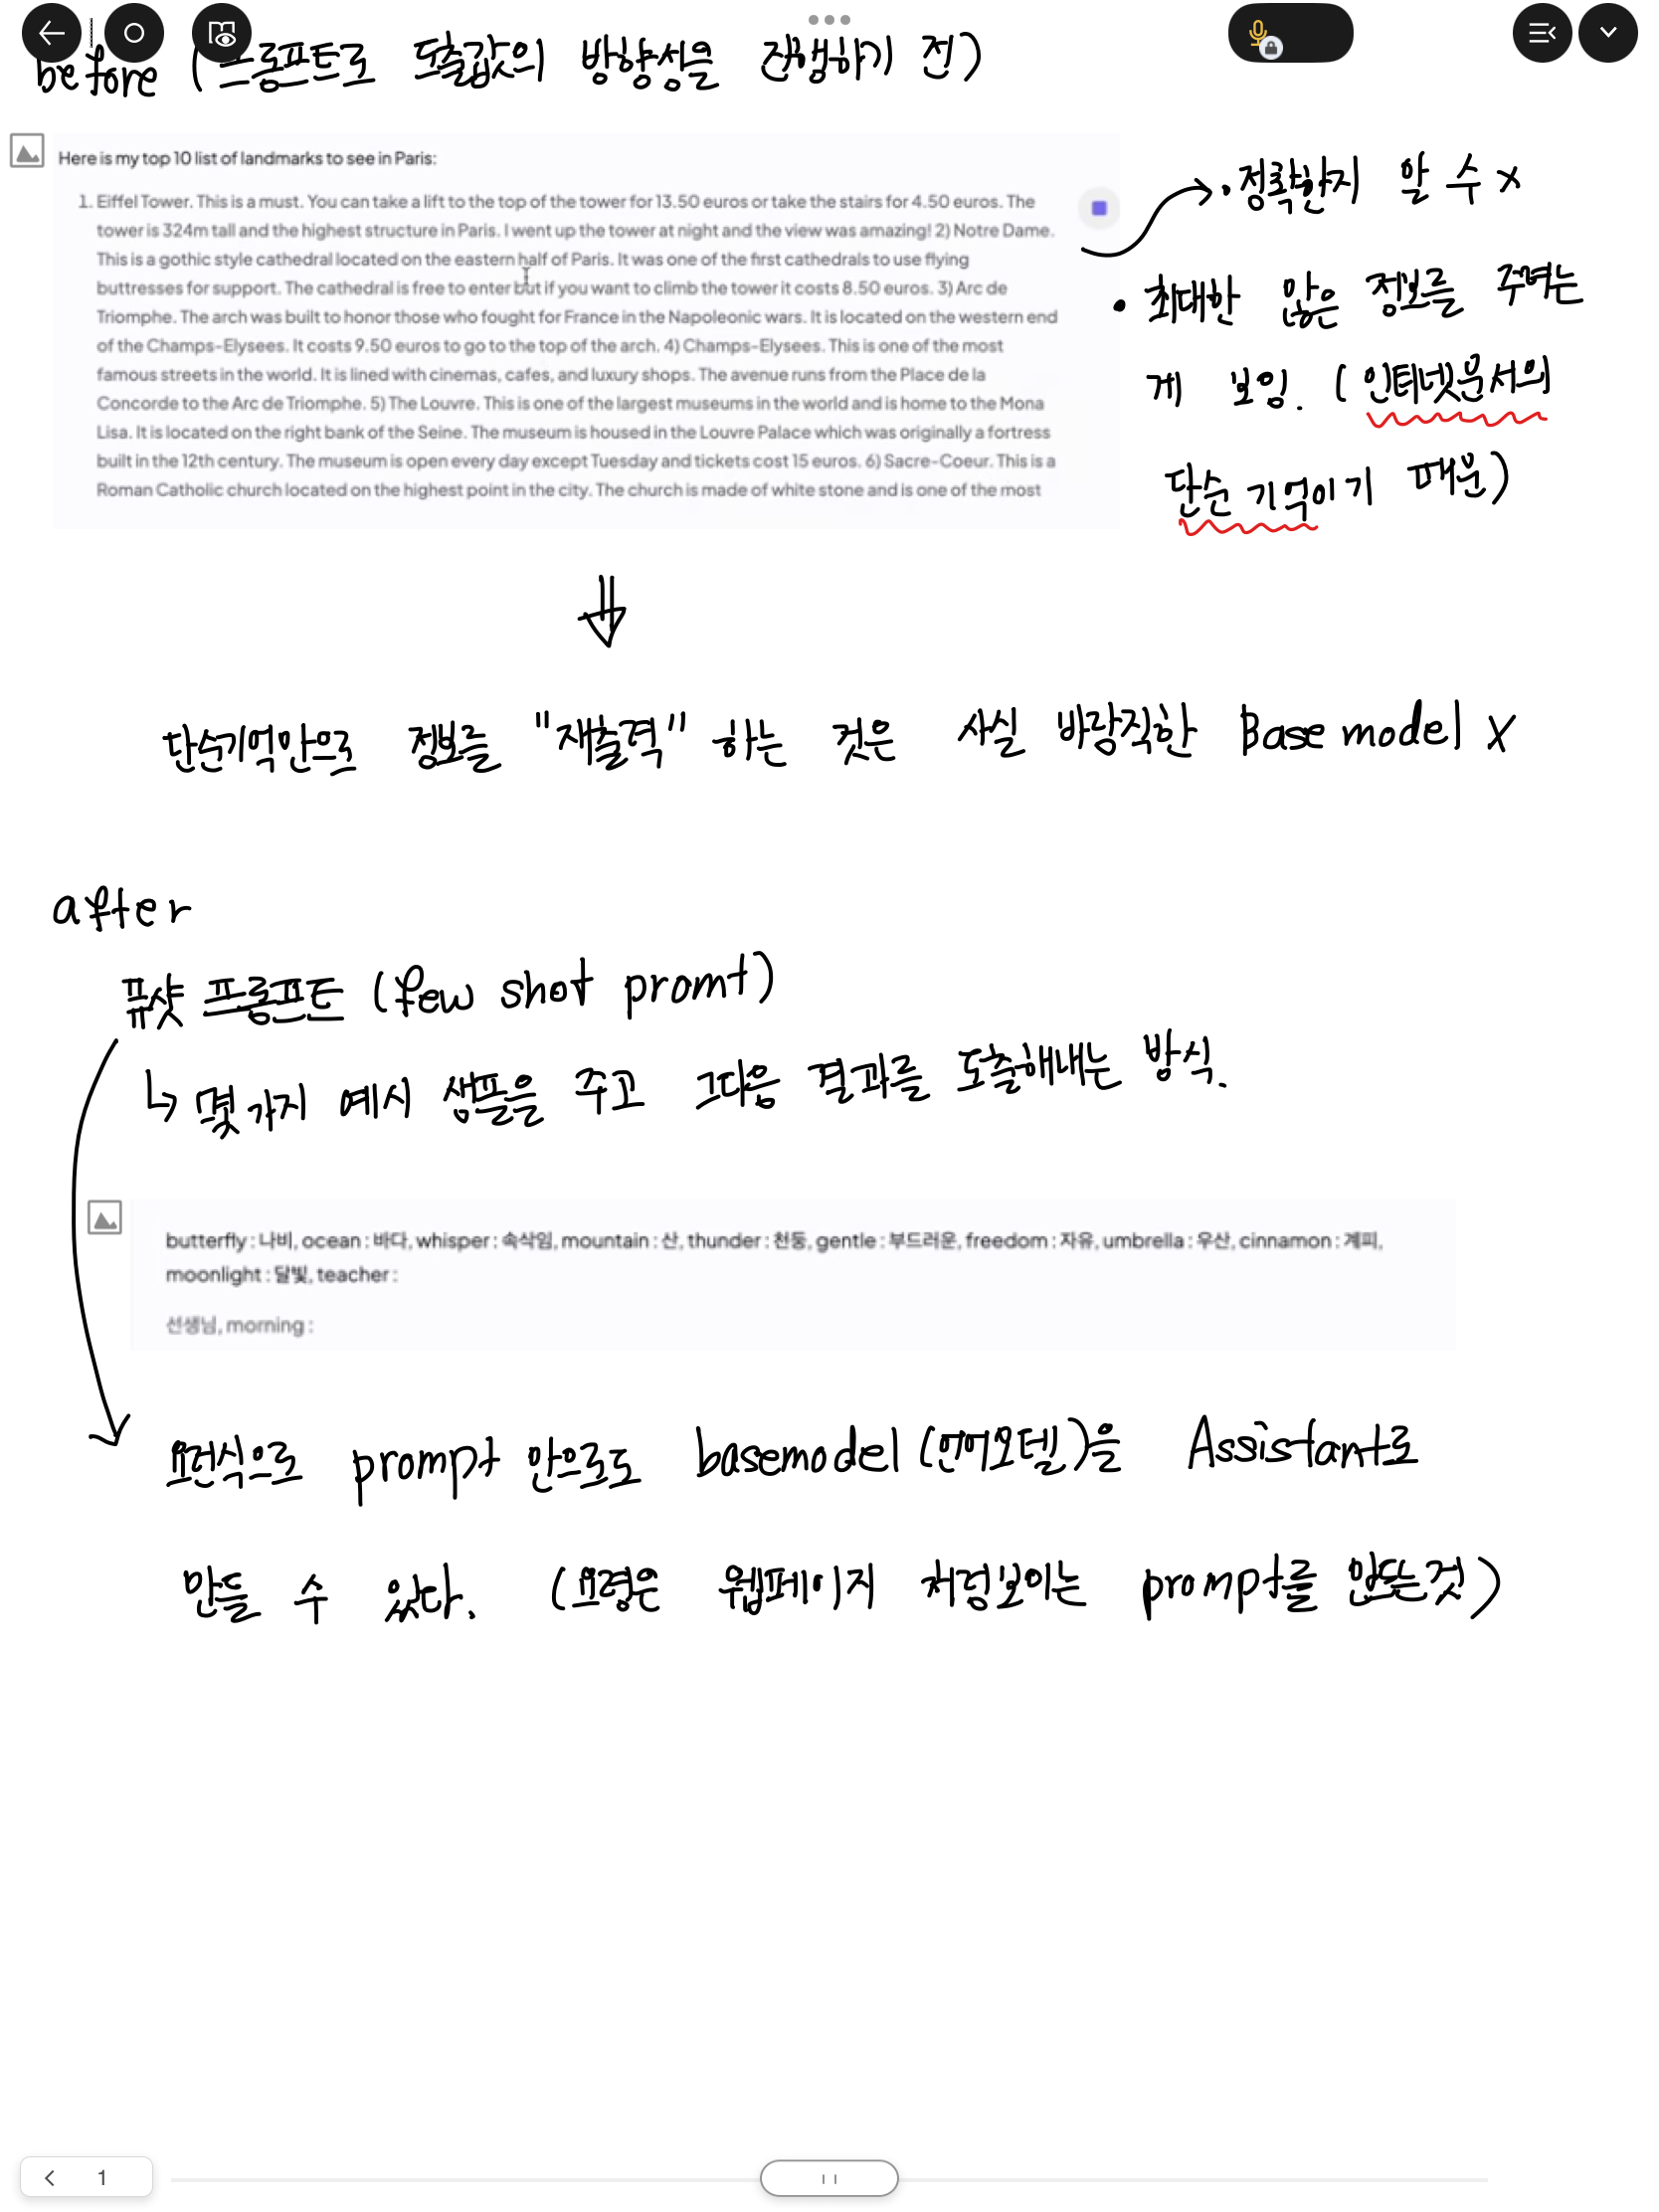 before (프롬프트로 도출값의 방향성을 전환하기 전)
Here is my top 10 list of landmarks to see in Paris:
1. Eiffel Tower. This is a must. You can take a lift to the top of the tower for 13.50 euros or take the stairs for 4.50 euros. The
tower is 324m tall and the highest structure in Paris. I went up the tower at night and the view was amazing! 2) Notre Dame.
This is a gothic style cathedral located on the eastern half of Paris. It was one of the first cathedrals to use flying
buttresses for support. The cathedral is free to enter but if you want to climb the tower it costs 8.50 euros. 3) Arc de
Triomphe. The arch was built to honor those who fought for France in the Napoleonic wars. It is located on the western end
of the Champs-Elysees. It costs 9.50 euros to go to the top of the arch. 4) Champs-Elysees. This is one of the most
famous streets in the world. It is lined with cinemas, cafes, and luxury shops. The avenue runs from the Place de la
Concorde to the Arc de Triomphe. 5) The Louvre. This is one of the largest museums in the world and is home to the Mona
Lisa. It is located on the right bank of the Seine. The museum is housed in the Louvre Palace which was originally a fortress
built in the 12th century. The museum is open every day except Tuesday and tickets cost 15 euros. 6) Sacre-Coeur. This is a
Roman Catholic church located on the highest point in the city. The church is made of white stone and is one of the most
• 정확한지 알 수 x
• 최대한 많은 정보를 주려는
게 보임. (인터넷문서의
단순 기억이기 때문)
단순기억만으로 정보를 "재출력" 하는 것은 사실 바람직한 Base model X
after
퓨샷 프롬프트 (few shot promt)
↳ 몇 가지 예시 샘플을 주고 그다음 결과를 도출해내는 방식.
butterfly : 나비, ocean : 바다, whisper : 속삭임, mountain : 산, thunder : 천둥, gentle : 부드러운, freedom : 자유, umbrella : 우산, cinnamon : 계피,
moonlight : 달빛, teacher :
선생님, morning :
prompt 만으로도 basemodel을 Assistant로
만들 수 있다. (요령은 웹페이지 처럼보이는 prompt를 만드는것)
1